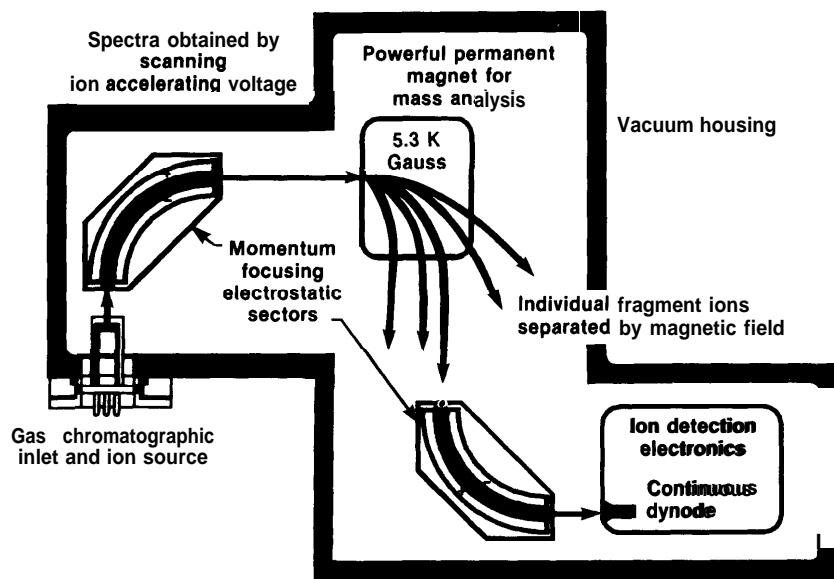 Spectra obtained by
scanning
ion accelerating voltage
Powerful permanent
magnet for
mass analysis
5.3 K
Gauss
Vacuum housing
Momentum
focusing
electrostatic
sectors
Individual fragment ions
separated by magnetic field
Gas chromatographic
inlet and ion source
Ion detection
electronics
Continuous
dynode